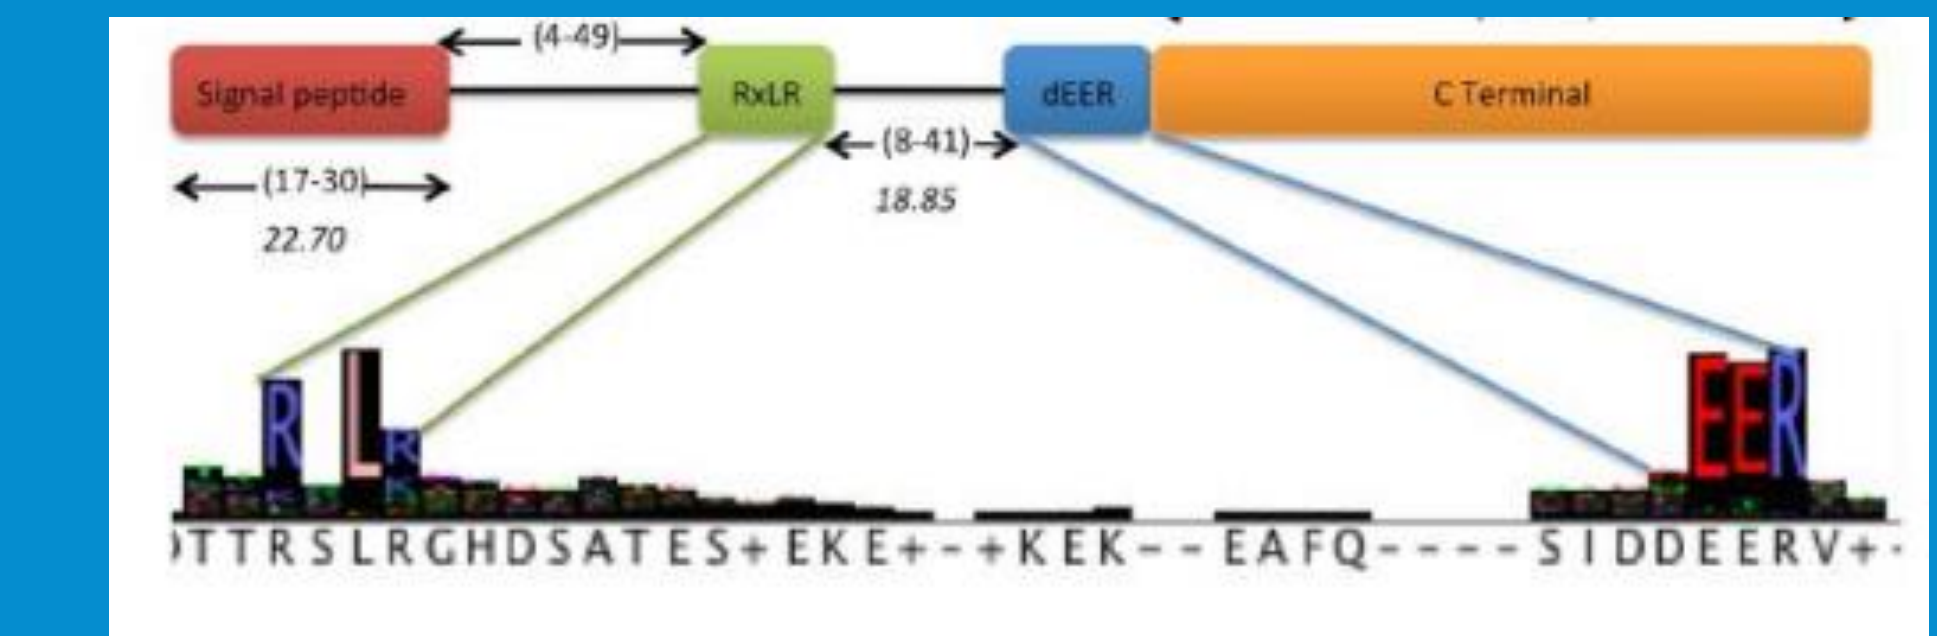 (4-49)
Signal peptide RxLR dEER C Terminal
(8-41)
(17-30)
18.85
22.70
R L R E E R
TTRSLRGHDSATES+EKE+-+KEK--EAFQ----SIDDEERV+-